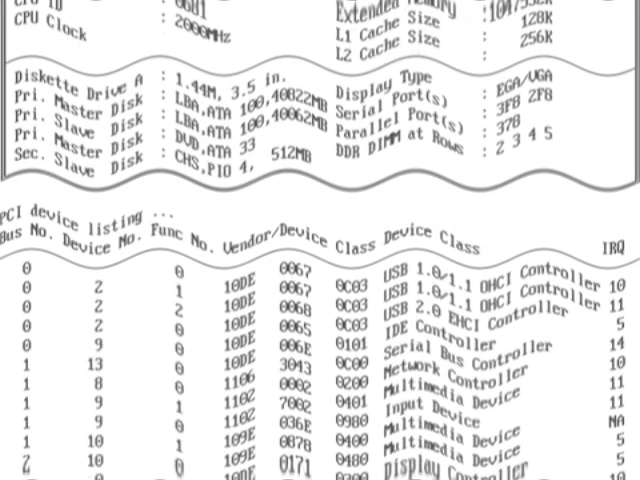 CPU ID : 0681 Extended Memory :1047552K
CPU Clock : 2000MHz L1 Cache Size : 128K
L2 Cache Size : 256K
Diskette Drive A : 1.44M, 3.5 in. Display Type : EGA/VGA
Pri. Master Disk : LBA,ATA 100,40822MB Serial Port(s) : 3F8 2F8
Pri. Slave Disk : LBA,ATA 100,40062MB Parallel Port(s) : 378
Pri. Master Disk : DVD,ATA 33 DDR DIMM at Rows : 2 3 4 5
Sec. Slave Disk : CHS,PIO 4, 512MB
PCI device listing ...
Bus No. Device No. Func No. Vendor/Device Class Device Class IRQ
0 2 0 10DE 0067 0C03 USB 1.0/1.1 OHCI Controller 10
0 2 1 10DE 0067 0C03 USB 1.0/1.1 OHCI Controller 11
0 2 2 10DE 0068 0C03 USB 2.0 EHCI Controller 5
0 9 0 10DE 0065 0101 IDE Controller 14
0 13 0 10DE 006E 0C00 Serial Bus Controller 10
1 8 0 1106 3043 0200 Network Controller 11
1 9 0 1102 0002 0401 Multimedia Device 11
1 9 1 1102 7002 0980 Input Device NA
1 10 0 109E 036E 0400 Multimedia Device 5
1 10 1 109E 0878 0480 Multimedia Device 5
2 0 0 10DE 0171 0300 Display Controller 10